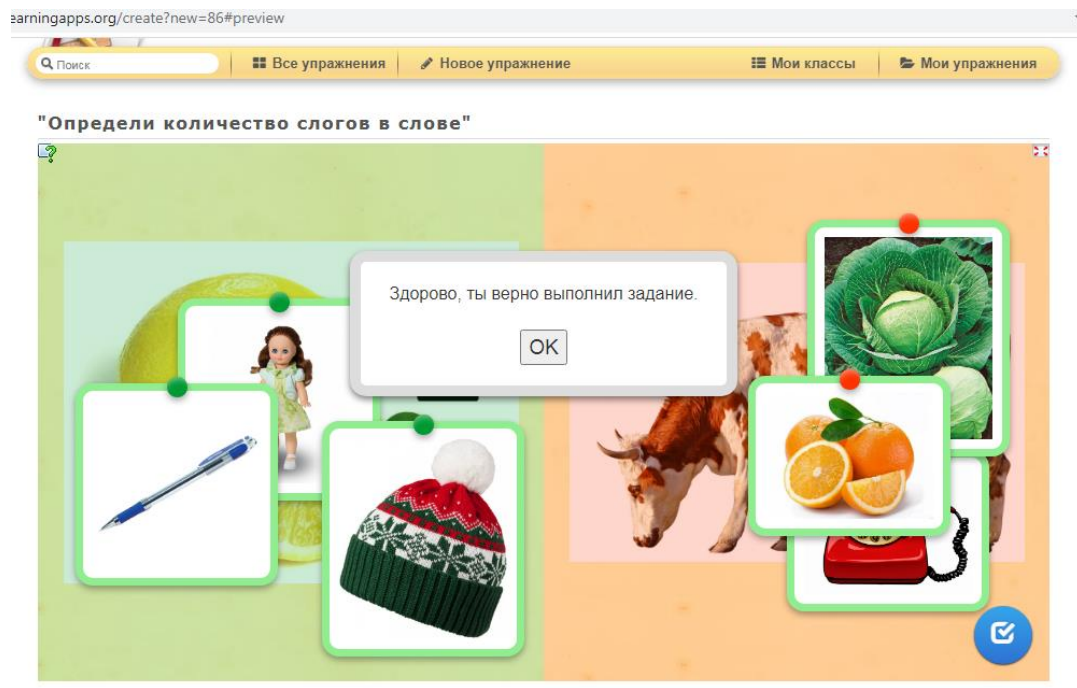 earningapps.org/create?new=86#preview
Поиск
Все упражнения
Новое упражнение
Мои классы
Мои упражнения
"Определи количество слогов в слове"
Здорово, ты верно выполнил задание.
OK